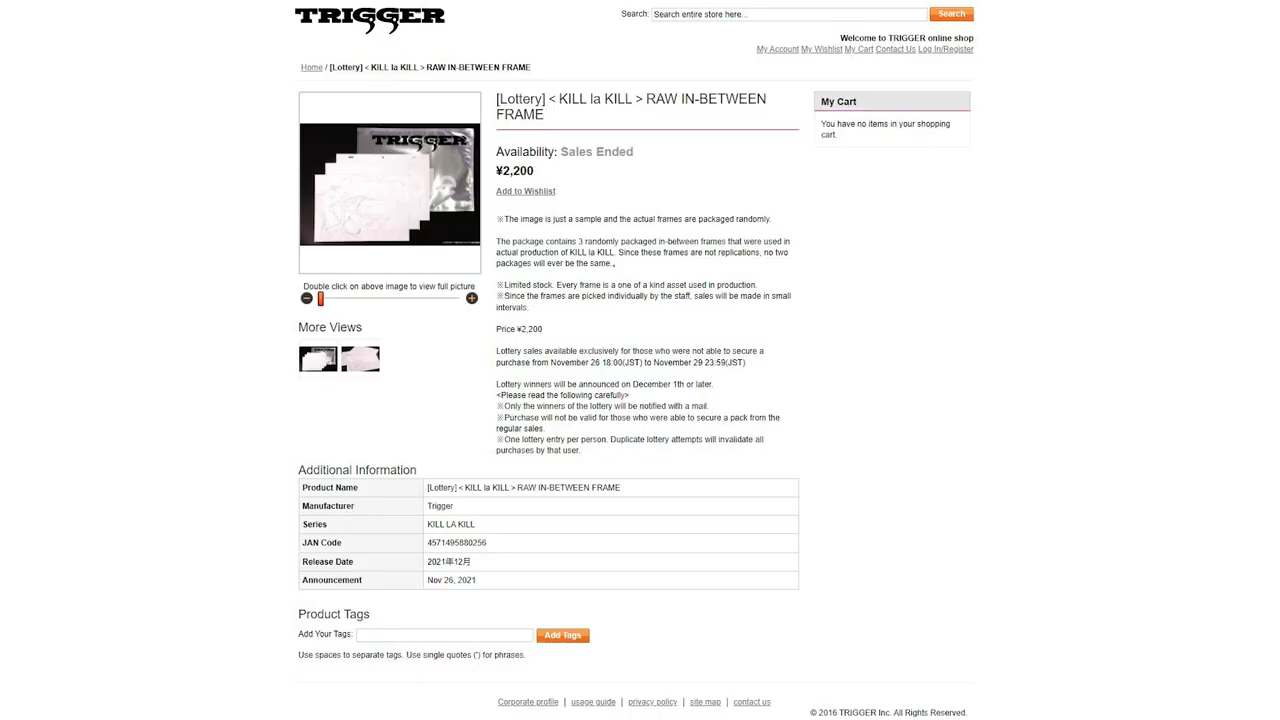 TRIGGER
Search: Search entire store here... Search
Welcome to TRIGGER online shop
My Account My Wishlist My Cart Contact Us Log In/Register
Home / [Lottery] < KILL la KILL > RAW IN-BETWEEN FRAME
TRIGGER
Double click on above image to view full picture
More Views
[Lottery] < KILL la KILL > RAW IN-BETWEEN
FRAME
Availability: Sales Ended
¥2,200
Add to Wishlist
※The image is just a sample and the actual frames are packaged randomly.
The package contains 3 randomly packaged in-between frames that were used in
actual production of KILL la KILL. Since these frames are not replications, no two
packages will ever be the same.。
※Limited stock. Every frame is a one of a kind asset used in production.
※Since the frames are picked individually by the staff, sales will be made in small
intervals.
Price ¥2,200
Lottery sales available exclusively for those who were not able to secure a
purchase from November 26 18:00(JST) to November 29 23:59(JST)
Lottery winners will be announced on December 1th or later.
<Please read the following carefully>
※Only the winners of the lottery will be notified with a mail.
※Purchase will not be valid for those who were able to secure a pack from the
regular sales.
※One lottery entry per person. Duplicate lottery attempts will invalidate all
purchases by that user.
My Cart
You have no items in your shopping
cart.
Additional Information
Product Name [Lottery] < KILL la KILL > RAW IN-BETWEEN FRAME
Manufacturer Trigger
Series KILL LA KILL
JAN Code 4571495880256
Release Date 2021年12月
Announcement Nov 26, 2021
Product Tags
Add Your Tags: Add Tags
Use spaces to separate tags. Use single quotes (') for phrases.
Corporate profile | usage guide | privacy policy | site map | contact us
© 2016 TRIGGER Inc. All Rights Reserved.